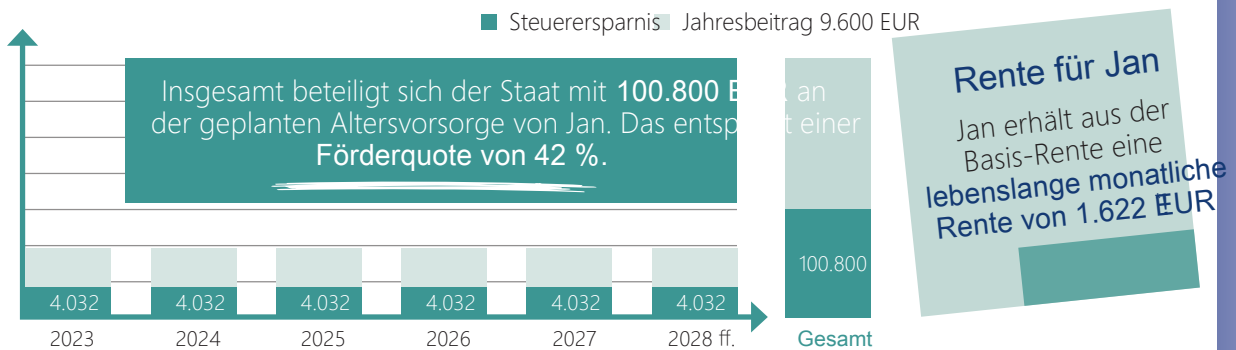 Steuerersparnis Jahresbeitrag 9.600 EUR
Insgesamt beteiligt sich der Staat mit 100.800 EUR an
der geplanten Altersvorsorge von Jan. Das entspricht einer
Förderquote von 42 %.
4.032 4.032 4.032 4.032 4.032 4.032
100.800
2023 2024 2025 2026 2027 2028 ff. Gesamt
Rente für Jan
Jan erhält aus der
Basis-Rente eine
lebenslange monatliche
Rente von 1.622 EUR